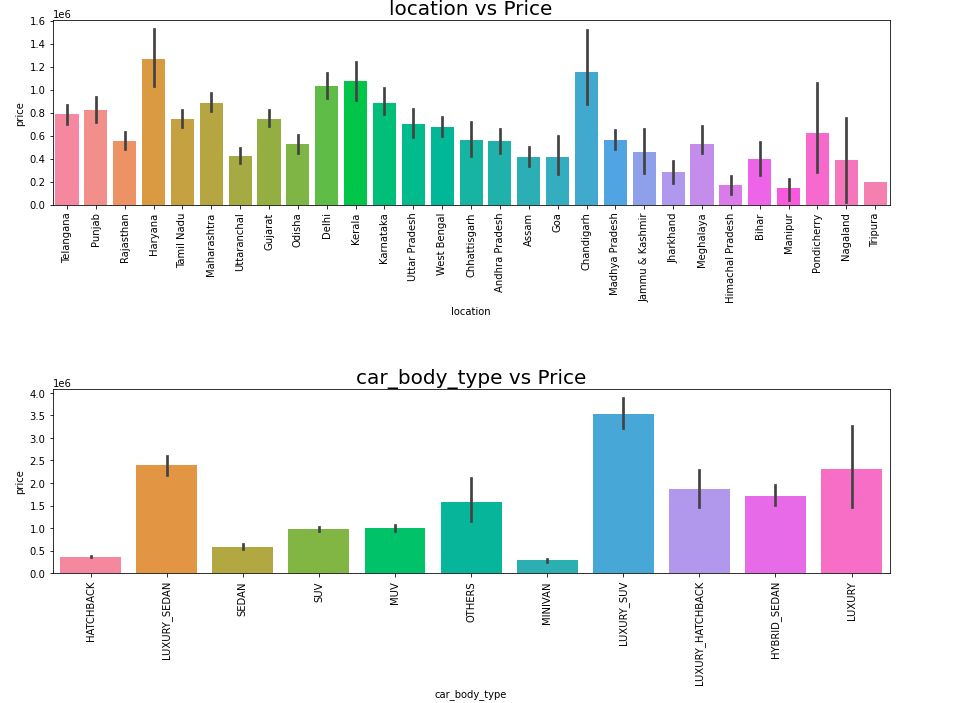 location vs Price
1e6
1.6
1.4
1.2
1.0
0.8
0.6
0.4
0.2
0.0
price
Telangana
Punjab
Rajasthan
Haryana
Tamil Nadu
Maharashtra
Uttaranchal
Gujarat
Odisha
Delhi
Kerala
Karnataka
Uttar Pradesh
West Bengal
Chhattisgarh
Andhra Pradesh
Assam
Goa
Chandigarh
Madhya Pradesh
Jammu & Kashmir
Jharkhand
Meghalaya
Himachal Pradesh
Bihar
Manipur
Pondicherry
Nagaland
Tripura
location
car_body_type vs Price
1e6
4.0
3.5
3.0
2.5
2.0
1.5
1.0
0.5
0.0
price
HATCHBACK
LUXURY_SEDAN
SEDAN
SUV
MUV
OTHERS
MINIVAN
LUXURY_SUV
LUXURY_HATCHBACK
HYBRID_SEDAN
LUXURY
car_body_type